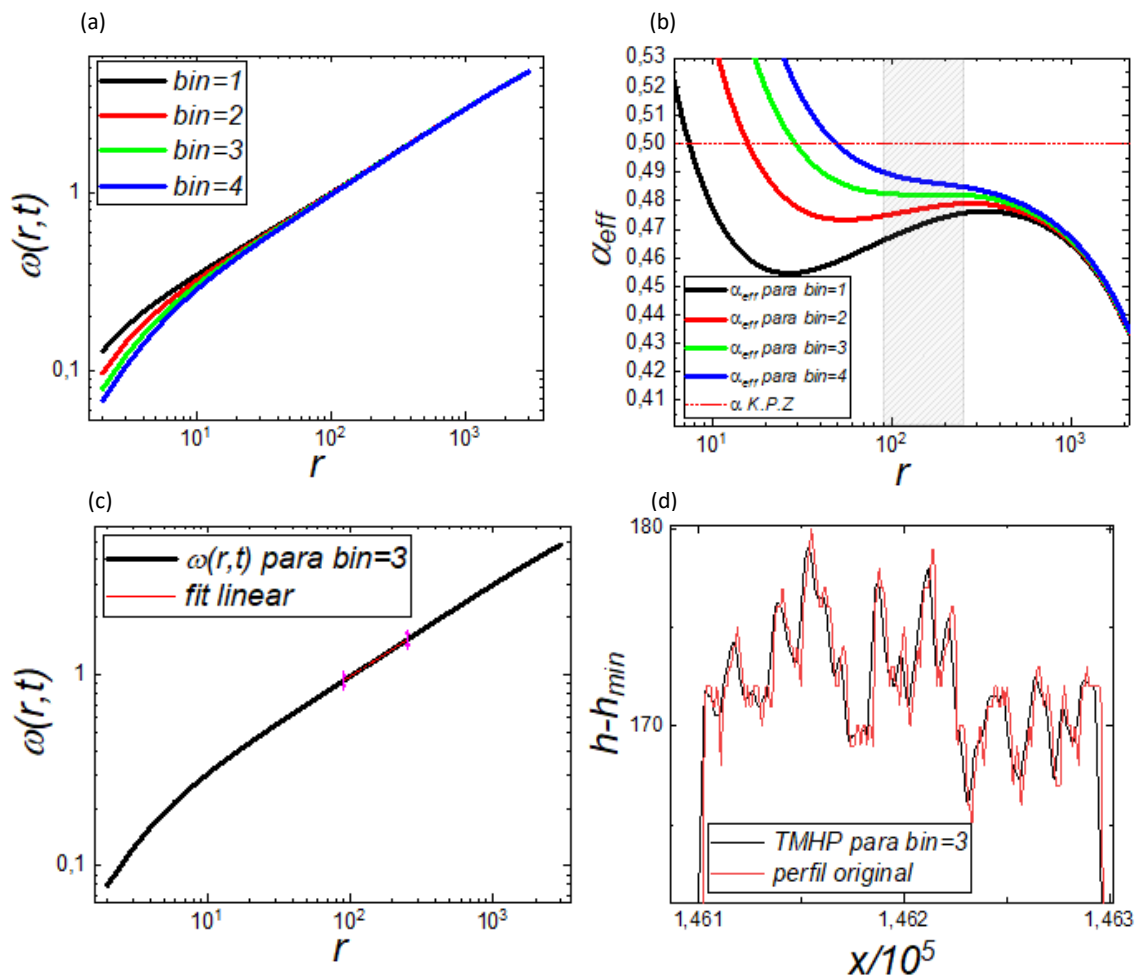 (a)
ω(r,t)
1
0,1
bin=1
bin=2
bin=3
bin=4
10¹
10²
10³
r
(b)
α_eff
0,53
0,52
0,51
0,50
0,49
0,48
0,47
0,46
0,45
0,44
0,43
0,42
0,41
α_eff para bin=1
α_eff para bin=2
α_eff para bin=3
α_eff para bin=4
α K.P.Z
10¹
10²
10³
r
(c)
ω(r,t)
1
0,1
ω(r,t) para bin=3
fit linear
10¹
10²
10³
r
(d)
h-h_min
180
170
TMHP para bin=3
perfil original
1,461
1,462
1,463
x/10⁵